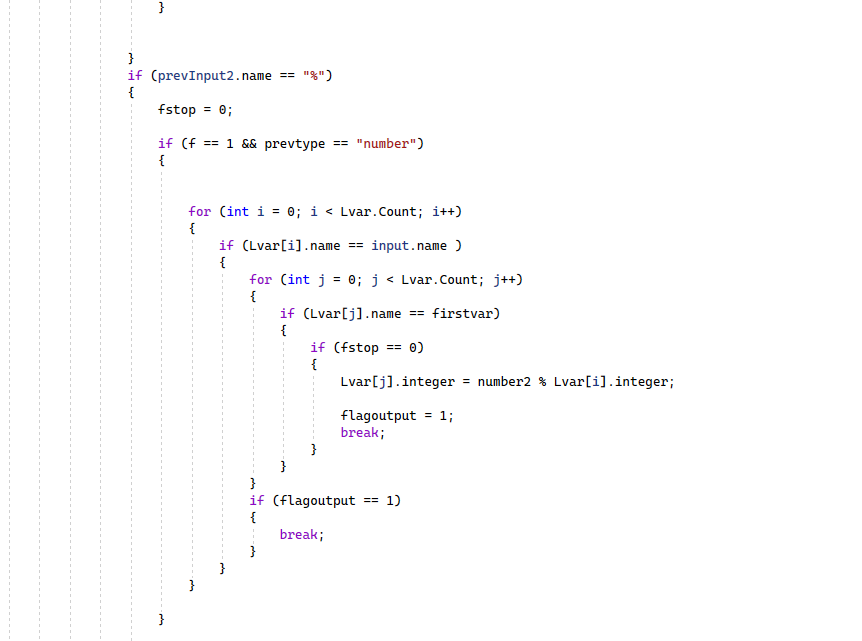 }
}
if (prevInput2.name == "%")
{
fstop = 0;
if (f == 1 && prevtype == "number")
{
for (int i = 0; i < Lvar.Count; i++)
{
if (Lvar[i].name == input.name )
{
for (int j = 0; j < Lvar.Count; j++)
{
if (Lvar[j].name == firstvar)
{
if (fstop == 0)
{
Lvar[j].integer = number2 % Lvar[i].integer;
flagoutput = 1;
break;
}
}
}
if (flagoutput == 1)
{
break;
}
}
}
}